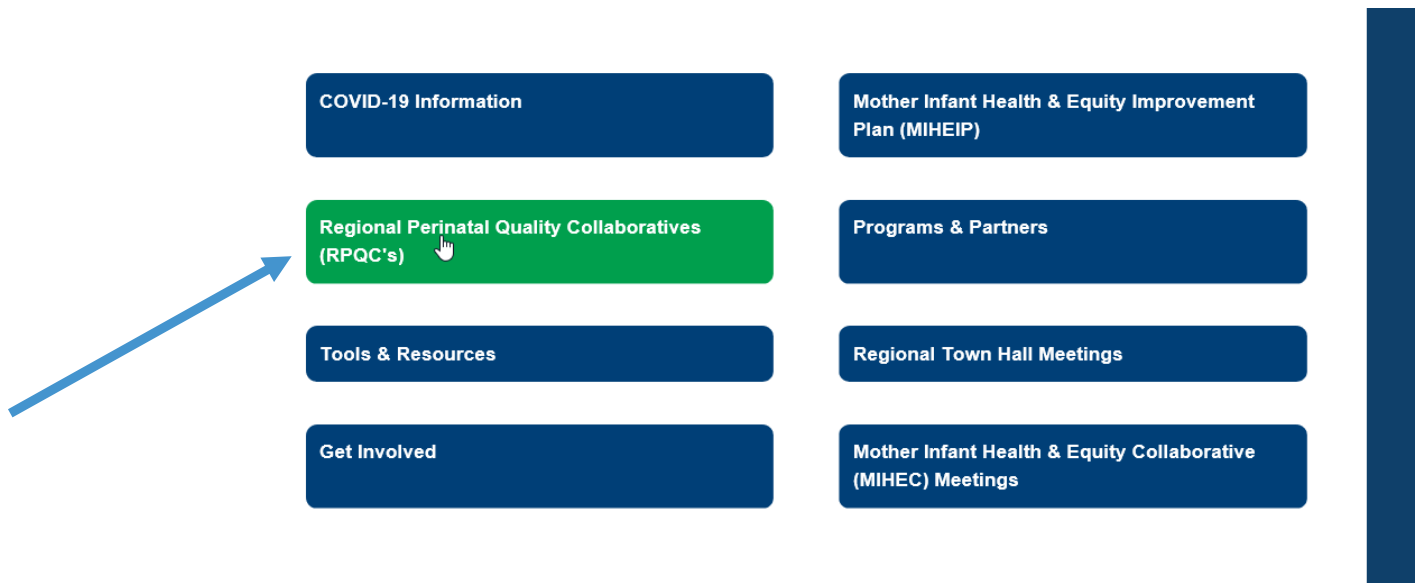 COVID-19 Information
Mother Infant Health & Equity Improvement
Plan (MIHEIP)
Regional Perinatal Quality Collaboratives
(RPQC's)
Programs & Partners
Tools & Resources
Regional Town Hall Meetings
Get Involved
Mother Infant Health & Equity Collaborative
(MIHEC) Meetings